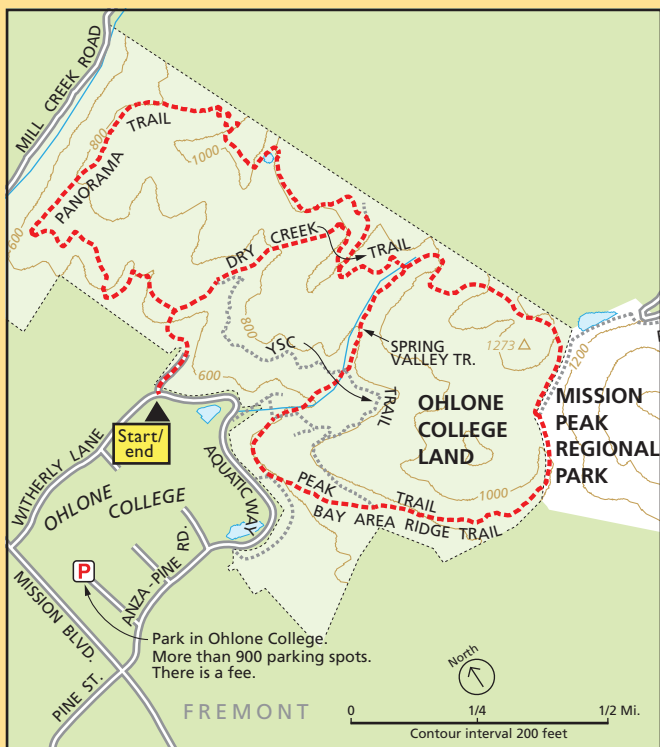 MILL CREEK ROAD
800
TRAIL
PANORAMA
1000
600
DRY CREEK
TRAIL
800
YSC
TRAIL
SPRING
VALLEY TR.
1273
1200
600
OHLONE
COLLEGE
LAND
MISSION
PEAK
REGIONAL
PARK
Start/
end
WITHERLY LANE
AQUATIC WAY
OHLONE
COLLEGE
PEAK
TRAIL
1000
BAY AREA RIDGE TRAIL
ANZA-PINE RD.
P
MISSION BLVD.
PINE ST.
Park in Ohlone College.
More than 900 parking spots.
There is a fee.
North
FREMONT
0
1/4
1/2 Mi.
Contour interval 200 feet